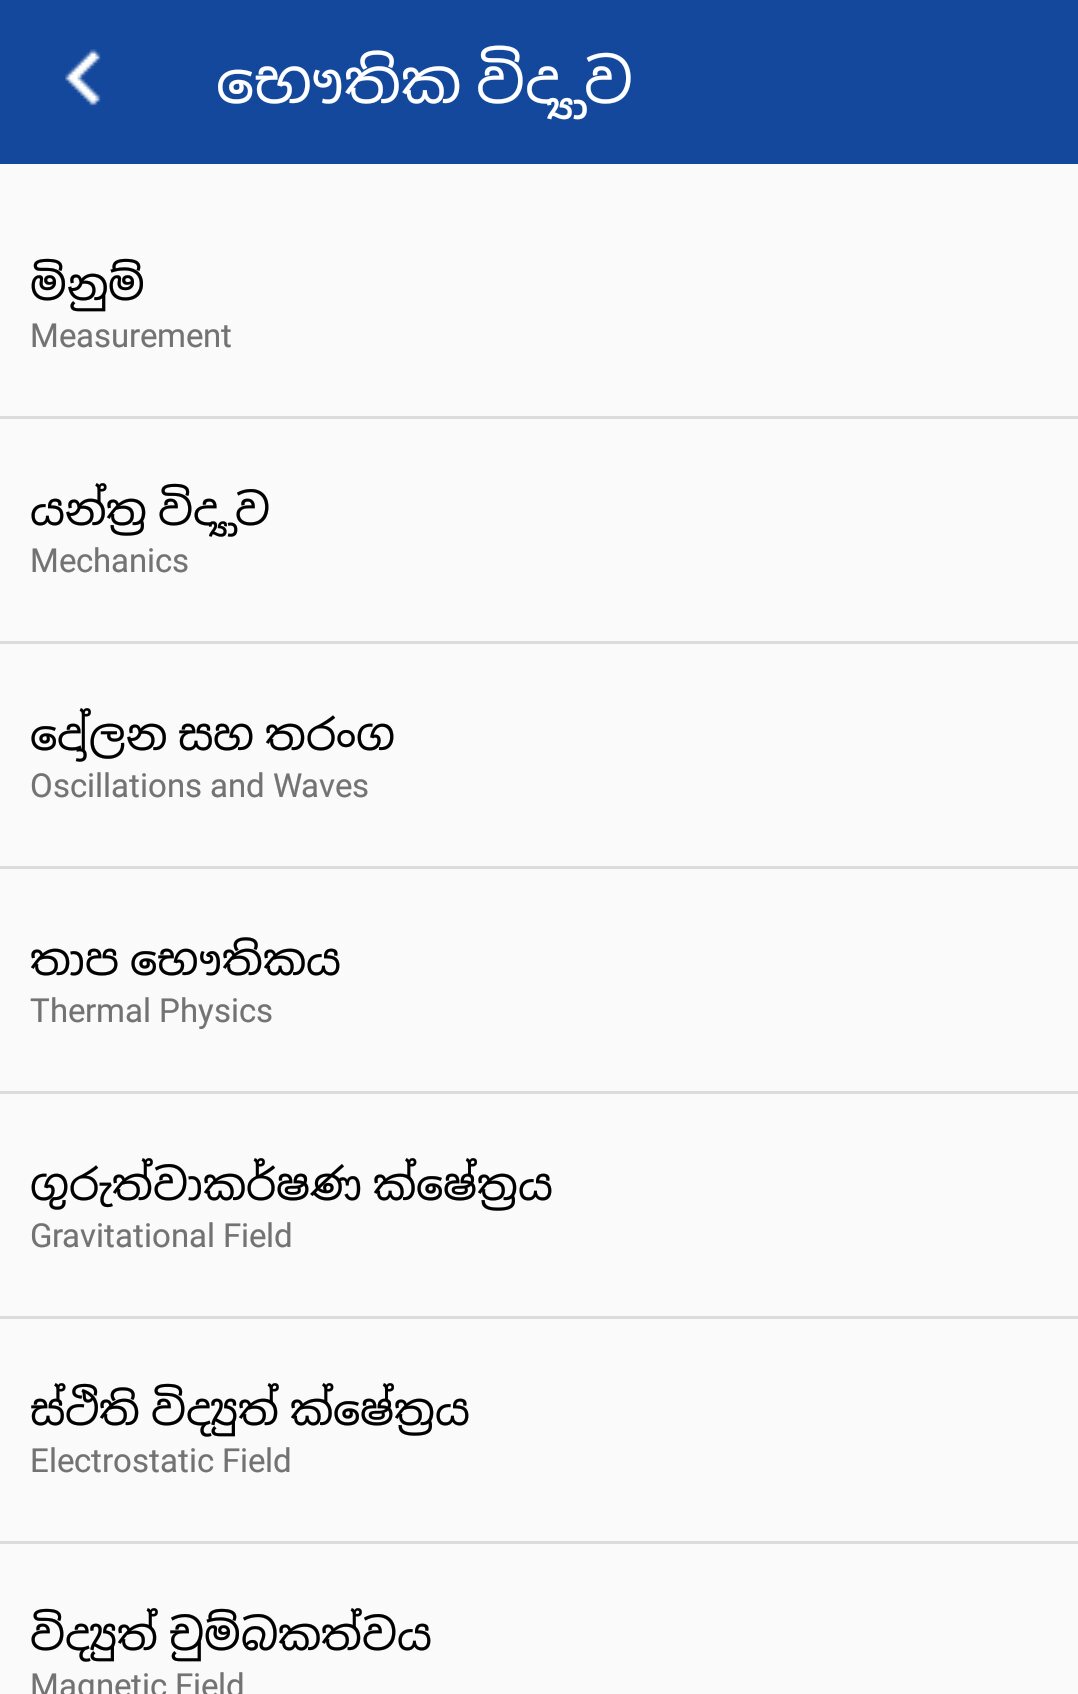 භෞතික විද්‍යාව
මිනුම්
Measurement
යන්ත්‍ර විද්‍යාව
Mechanics
දෝලන සහ තරංග
Oscillations and Waves
තාප භෞතිකය
Thermal Physics
ගුරුත්වාකර්ෂණ ක්ෂේත්‍රය
Gravitational Field
ස්ථිති විද්‍යුත් ක්ෂේත්‍රය
Electrostatic Field
විද්‍යුත් චුම්බකත්වය
Magnetic Field